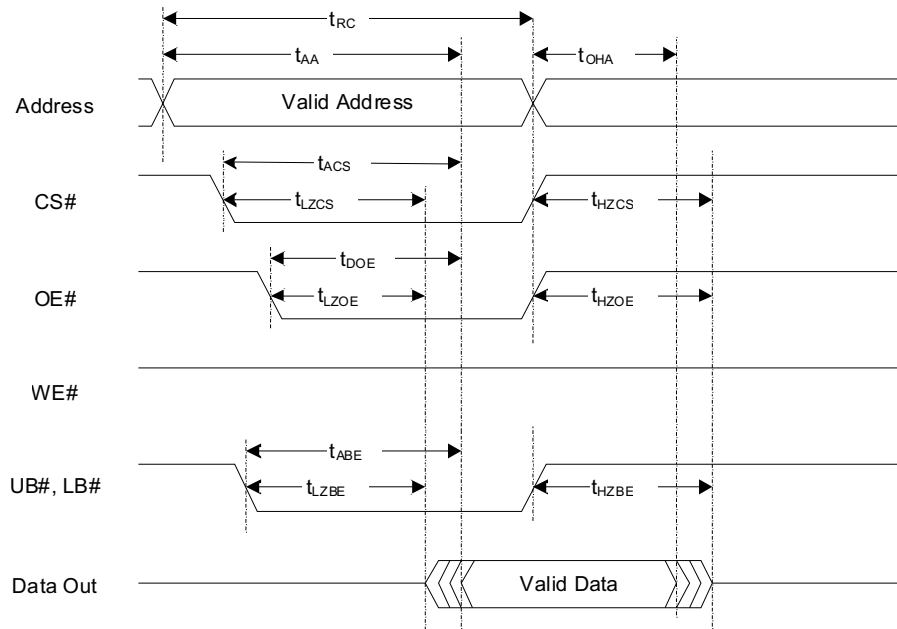 tRC
tAA
tOHA
Address
Valid Address
tACS
CS#
tLZCS
tHZCS
tDOE
OE#
tLZOE
tHZOE
WE#
tABE
UB#, LB#
tLZBE
tHZBE
Data Out
Valid Data